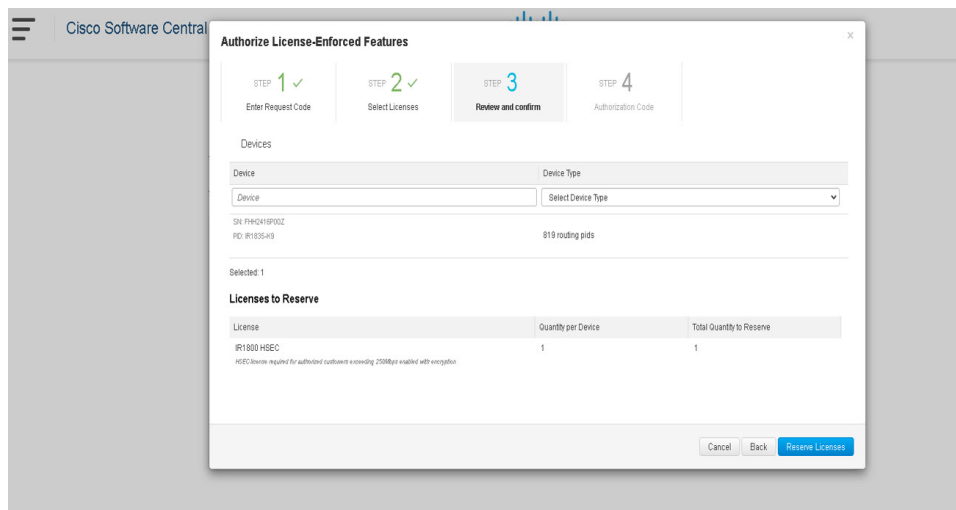 Cisco Software Central
Authorize License-Enforced Features
x
STEP 1 ✓
Enter Request Code
STEP 2 ✓
Select Licenses
STEP 3
Review and confirm
STEP 4
Authorization Code
Devices
Device Device Type
Device Select Device Type
SN: FHH2416P00Z
PID: IR1835-K9
819 routing pids
Selected: 1
Licenses to Reserve
License Quantity per Device Total Quantity to Reserve
IR1800 HSEC 1 1
HSEC license required for authorized customers exceeding 250Mbps enabled with encryption
Cancel Back Reserve Licenses